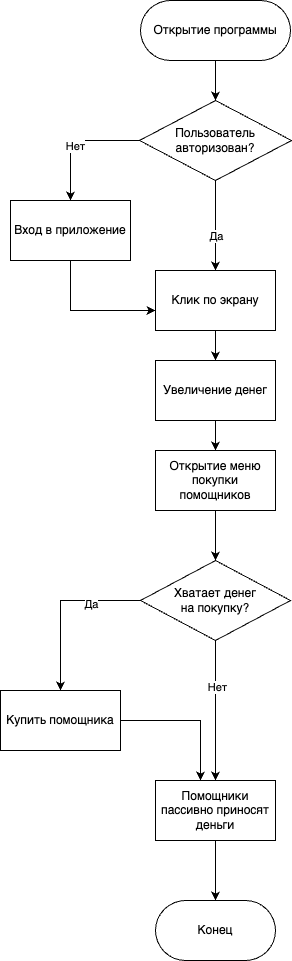 Открытие программы
Пользователь
авторизован?
Нет
Вход в приложение
Да
Клик по экрану
Увеличение денег
Открытие меню
покупки
помощников
Хватает денег
на покупку?
Да
Нет
Купить помощника
Помощники
пассивно приносят
деньги
Конец